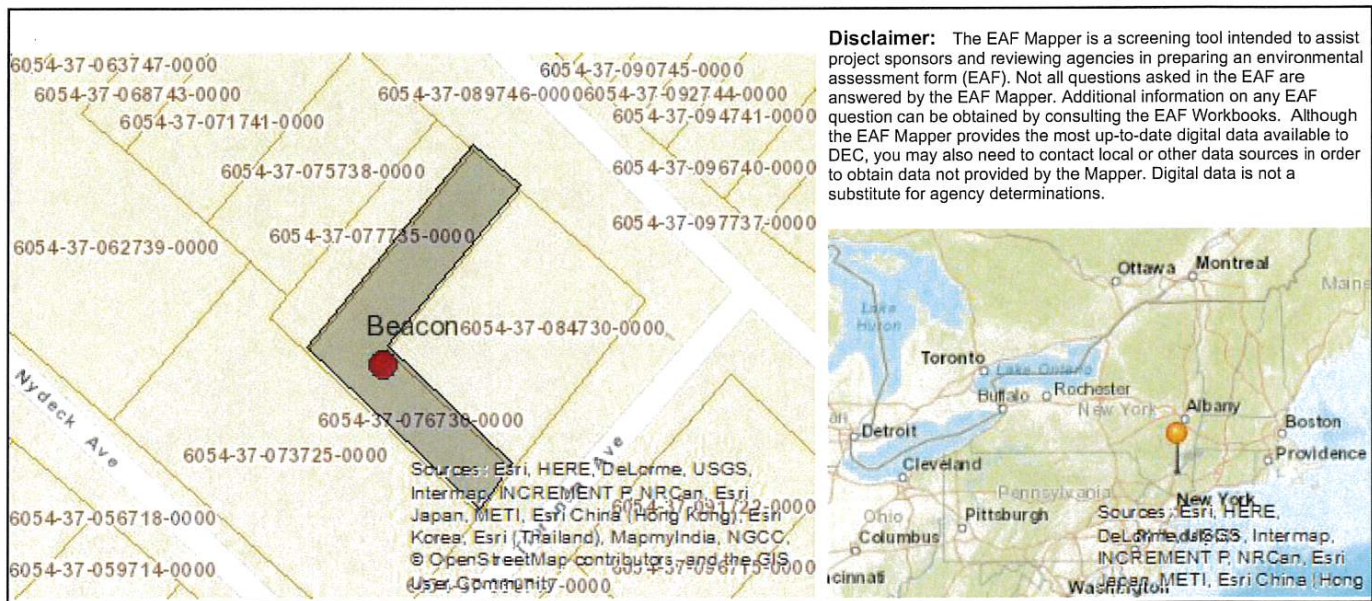 6054-37-063747-0000
6054-37-090745-0000
6054-37-068743-0000
6054-37-089746-0000
6054-37-092744-0000
6054-37-071741-0000
6054-37-094741-0000
6054-37-075738-0000
6054-37-096740-0000
6054-37-097737-0000
6054-37-077735-0000
6054-37-062739-0000
Beacon
6054-37-084730-0000
Nydeck Ave
6054-37-076730-0000
6054-37-073725-0000
Ave
6054-37-056718-0000
6054-37-091722-0000
6054-37-059714-0000
6054-37-096715-0000
Sources: Esri, HERE, DeLorme, USGS,
Intermap, INCREMENT P, NRCan, Esri
Japan, METI, Esri China (Hong Kong), Esri
Korea, Esri (Thailand), MapmyIndia, NGCC,
© OpenStreetMap contributors, and the GIS
User Community
Disclaimer: The EAF Mapper is a screening tool intended to assist
project sponsors and reviewing agencies in preparing an environmental
assessment form (EAF). Not all questions asked in the EAF are
answered by the EAF Mapper. Additional information on any EAF
question can be obtained by consulting the EAF Workbooks. Although
the EAF Mapper provides the most up-to-date digital data available to
DEC, you may also need to contact local or other data sources in order
to obtain data not provided by the Mapper. Digital data is not a
substitute for agency determinations.
Ottawa
Montreal
Maine
Lake
Huron
Toronto
Lake Ontario
Buffalo
Rochester
New York
Albany
Boston
Detroit
Providence
Cleveland
Pennsylvania
New York
Ohio
Pittsburgh
Columbus
cinnati
Washington
Sources: Esri, HERE,
DeLorme, USGS, Intermap,
INCREMENT P, NRCan, Esri
Japan, METI, Esri China (Hong